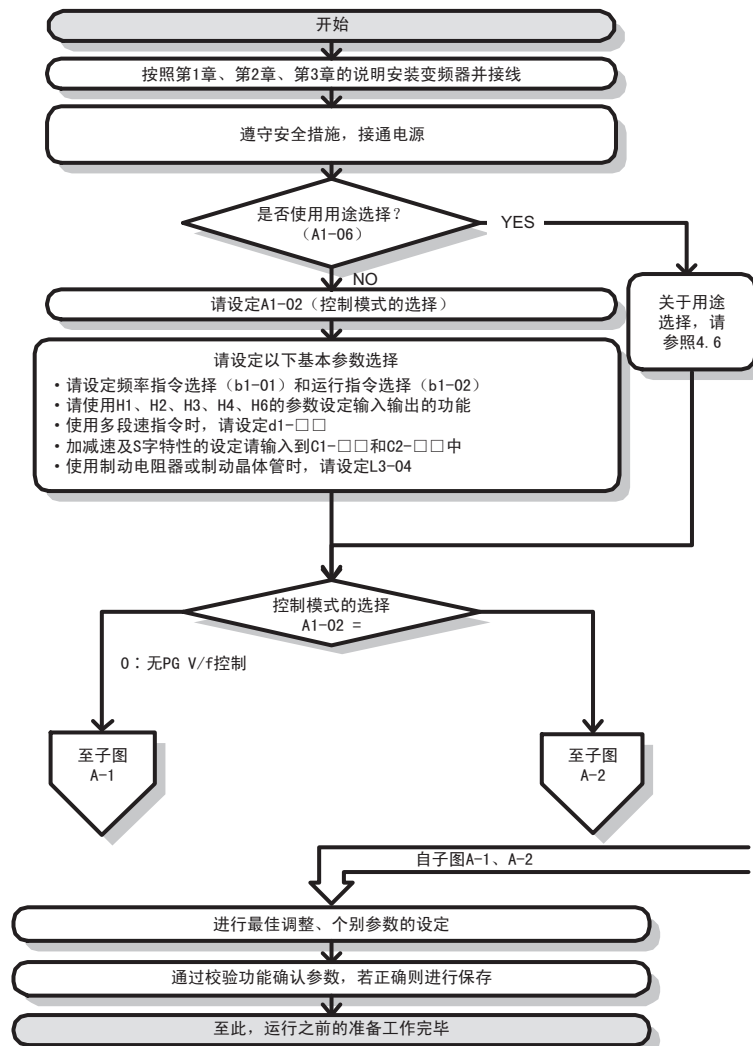 开始
按照第1章、第2章、第3章的说明安装变频器并接线
遵守安全措施，接通电源
是否使用用途选择？
（A1-06）
YES
NO
关于用途
选择，请
参照4.6
请设定A1-02（控制模式的选择）
请设定以下基本参数选择
・请设定频率指令选择（b1-01）和运行指令选择（b1-02）
・请使用H1、H2、H3、H4、H6的参数设定输入输出的功能
・使用多段速指令时，请设定d1-□□
・加减速及S字特性的设定请输入到C1-□□和C2-□□中
・使用制动电阻器或制动晶体管时，请设定L3-04
控制模式的选择
A1-02 =
0：无PG V/f控制
至子图
A-1
至子图
A-2
自子图A-1、A-2
进行最佳调整、个别参数的设定
通过校验功能确认参数，若正确则进行保存
至此，运行之前的准备工作完毕